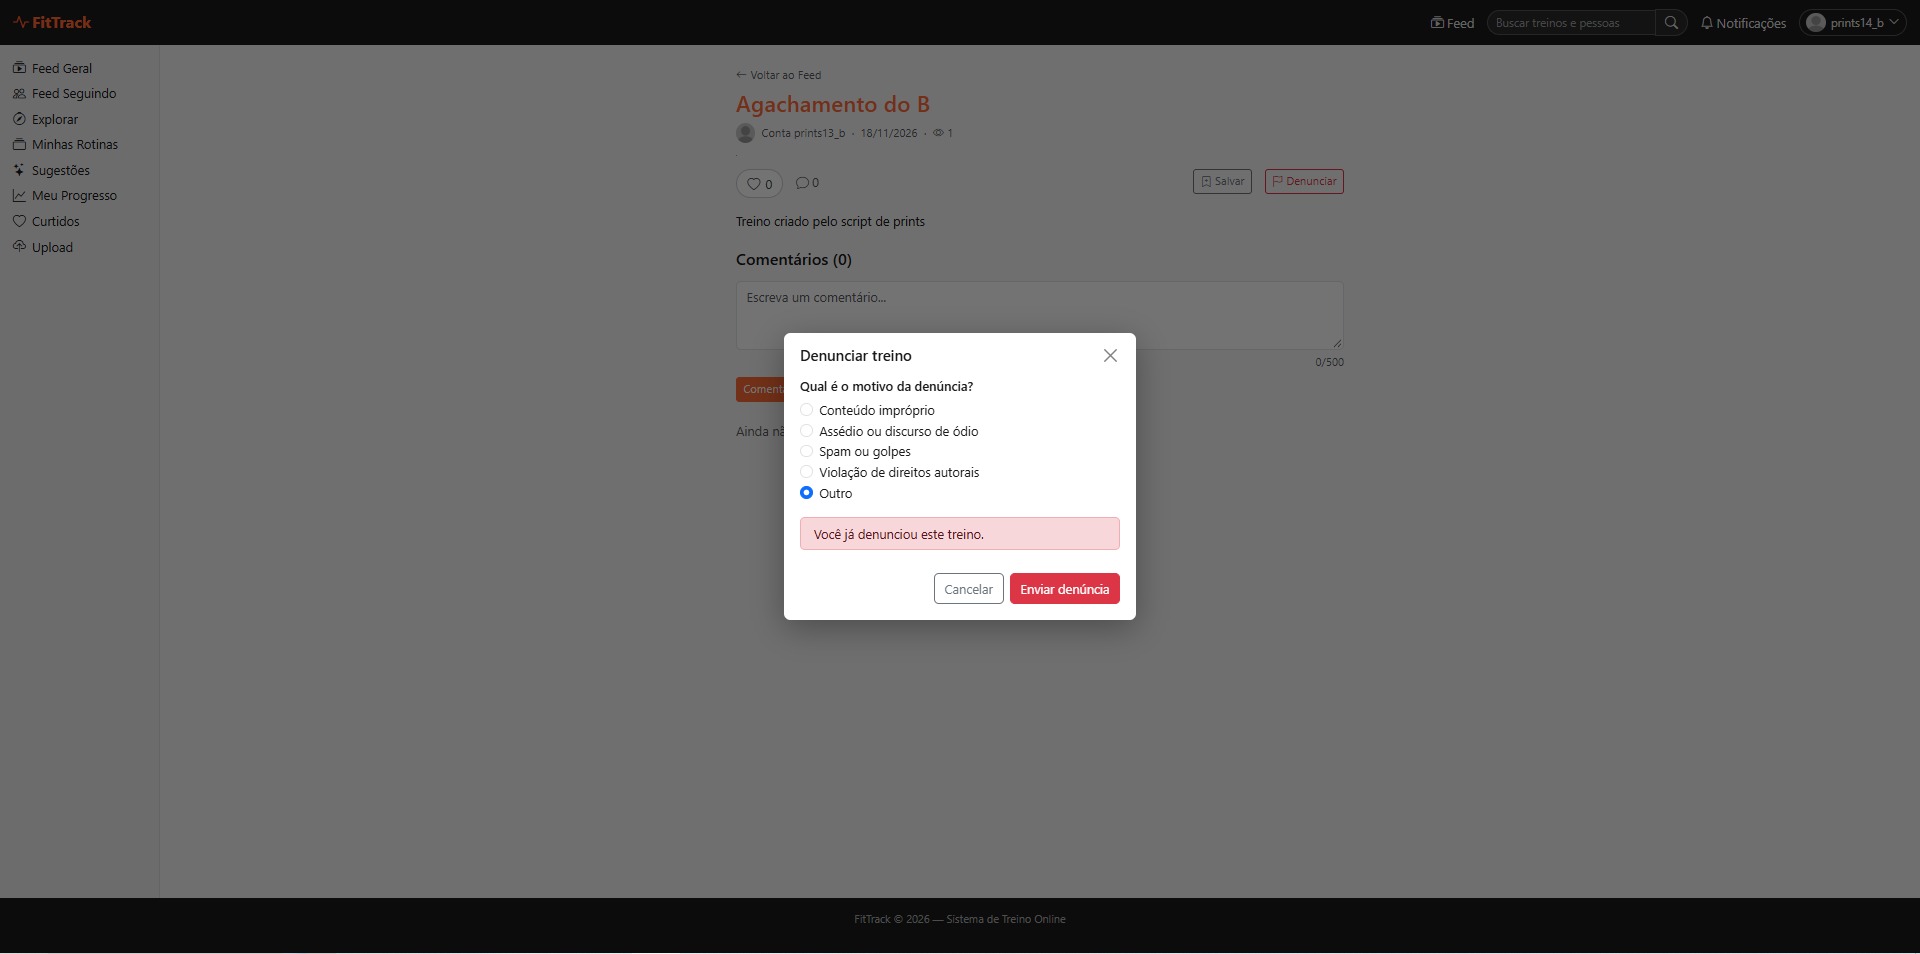 FitTrack
Feed
Buscar treinos e pessoas
Notificações
prints14_b
Feed Geral
Feed Seguindo
Explorar
Minhas Rotinas
Sugestões
Meu Progresso
Curtidos
Upload
← Voltar ao Feed
Agachamento do B
Conta prints13_b · 18/11/2026 · 1
.
0
0
Salvar
Denunciar
Treino criado pelo script de prints
Comentários (0)
Escreva um comentário...
0/500
Coment
Ainda nã
Denunciar treino
Qual é o motivo da denúncia?
Conteúdo impróprio
Assédio ou discurso de ódio
Spam ou golpes
Violação de direitos autorais
Outro
Você já denunciou este treino.
Cancelar
Enviar denúncia
FitTrack © 2026 — Sistema de Treino Online